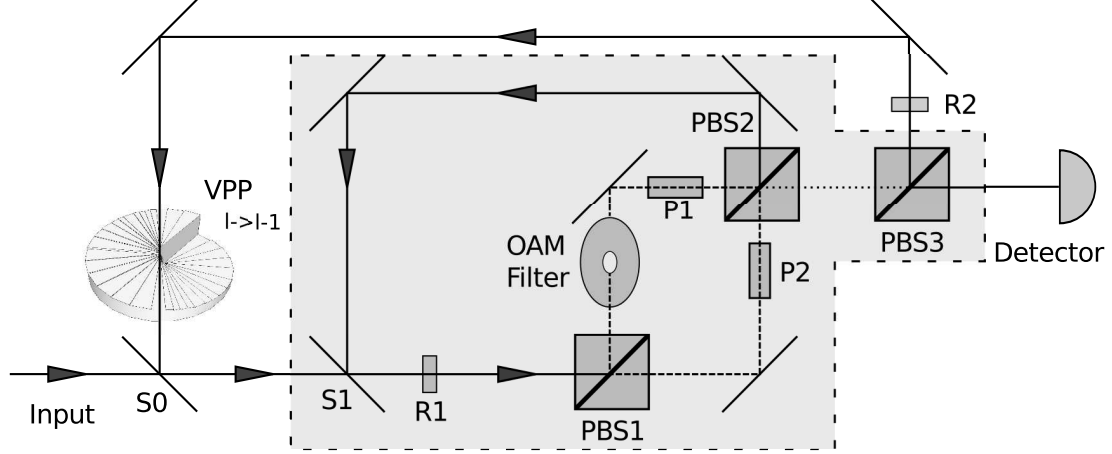 R2
PBS2
VPP
l->l-1
P1
PBS3
OAM
Filter
Detector
P2
Input
S0
S1
R1
PBS1